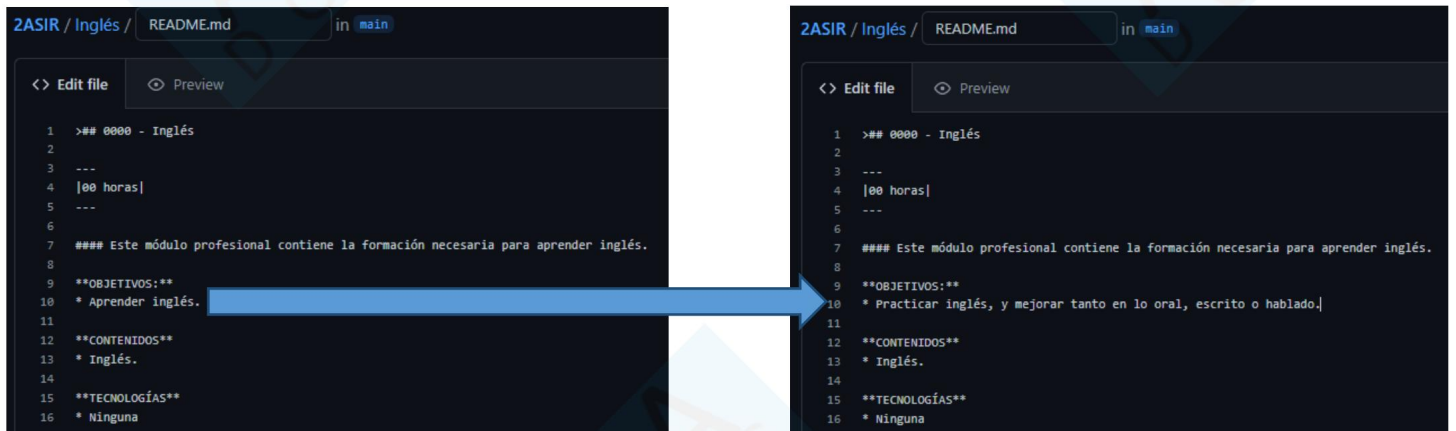 2ASIR / Inglés / README.md in main
<> Edit file Preview
1 >## 0000 - Inglés
2
3 ---
4 |00 horas|
5 ---
6
7 #### Este módulo profesional contiene la formación necesaria para aprender inglés.
8
9 **OBJETIVOS:**
10 * Aprender inglés.
11
12 **CONTENIDOS**
13 * Inglés.
14
15 **TECNOLOGÍAS**
16 * Ninguna
2ASIR / Inglés / README.md in main
<> Edit file Preview
1 >## 0000 - Inglés
2
3 ---
4 |00 horas|
5 ---
6
7 #### Este módulo profesional contiene la formación necesaria para aprender inglés.
8
9 **OBJETIVOS:**
10 * Practicar inglés, y mejorar tanto en lo oral, escrito o hablado.
11
12 **CONTENIDOS**
13 * Inglés.
14
15 **TECNOLOGÍAS**
16 * Ninguna